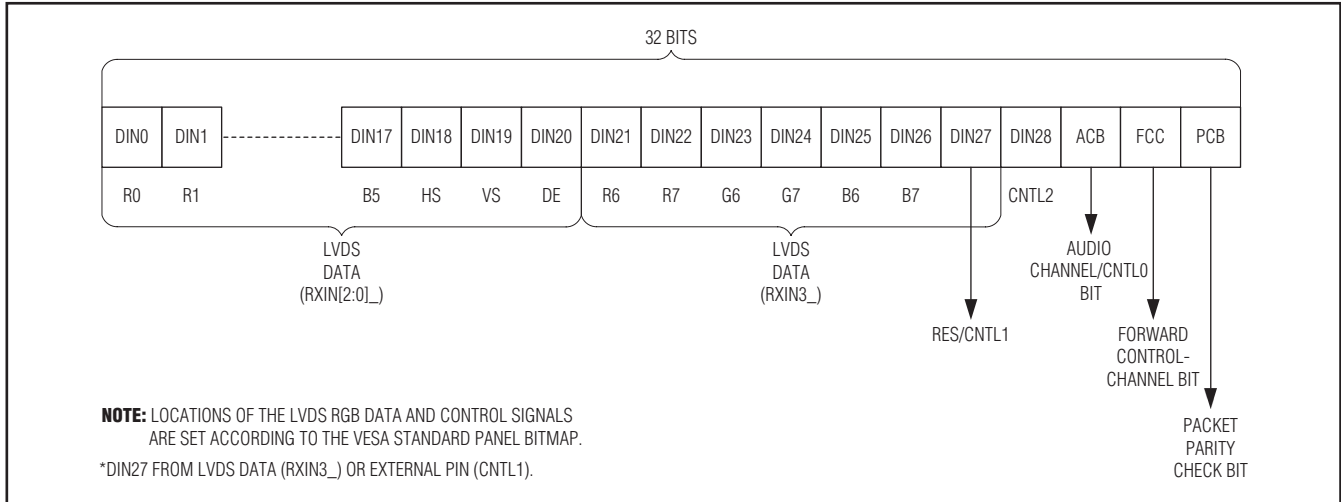 32 BITS
DIN0 DIN1 DIN17 DIN18 DIN19 DIN20 DIN21 DIN22 DIN23 DIN24 DIN25 DIN26 DIN27 DIN28 ACB FCC PCB
R0 R1 B5 HS VS DE R6 R7 G6 G7 B6 B7 CNTL2
LVDS
DATA
(RXIN[2:0]_)
LVDS
DATA
(RXIN3_)
AUDIO
CHANNEL/CNTL0
BIT
RES/CNTL1
FORWARD
CONTROL-
CHANNEL BIT
PACKET
PARITY
CHECK BIT
NOTE: LOCATIONS OF THE LVDS RGB DATA AND CONTROL SIGNALS
ARE SET ACCORDING TO THE VESA STANDARD PANEL BITMAP.
*DIN27 FROM LVDS DATA (RXIN3_) OR EXTERNAL PIN (CNTL1).